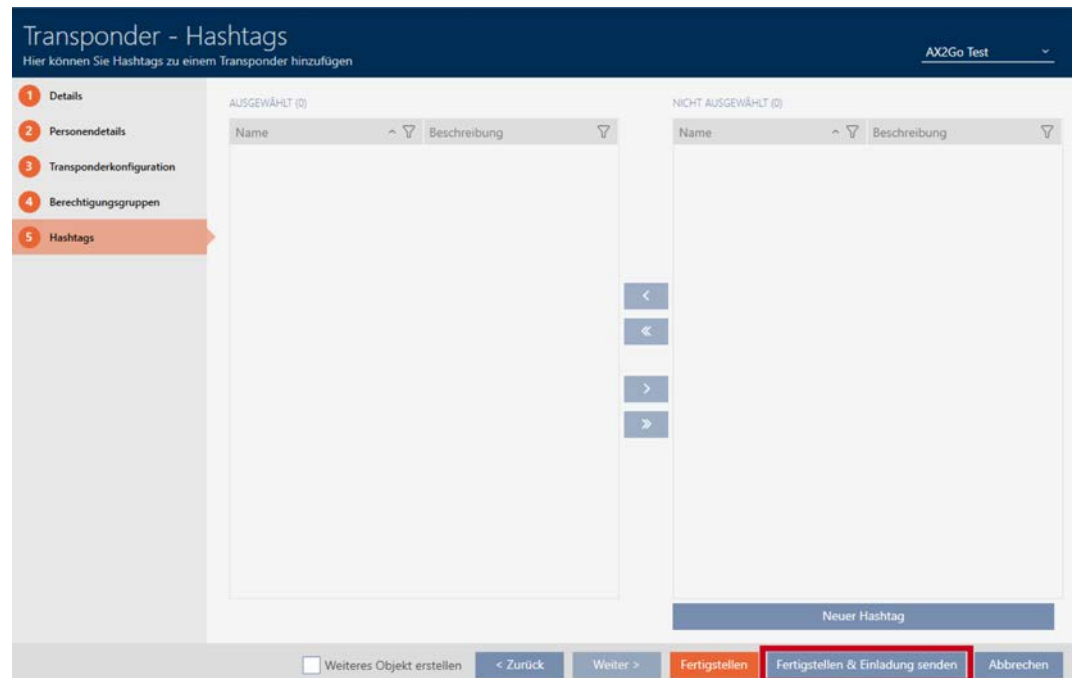 Transponder - Hashtags
Hier können Sie Hashtags zu einem Transponder hinzufügen
AX2Go Test
1 Details
2 Personendetails
3 Transponderkonfiguration
4 Berechtigungsgruppen
5 Hashtags
AUSGEWÄHLT (0)
Name Beschreibung
NICHT AUSGEWÄHLT (0)
Name Beschreibung
Neuer Hashtag
Weiteres Objekt erstellen < Zurück Weiter > Fertigstellen Fertigstellen & Einladung senden Abbrechen